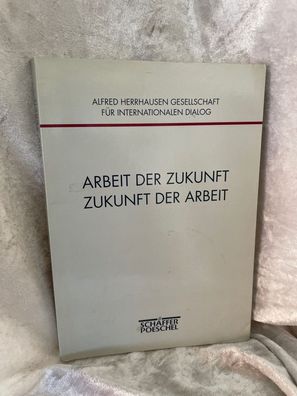 ALFRED HERRHAUSEN GESELLSCHAFT
FÜR INTERNATIONALEN DIALOG
ARBEIT DER ZUKUNFT
ZUKUNFT DER ARBEIT
SCHÄFFER
POESCHEL